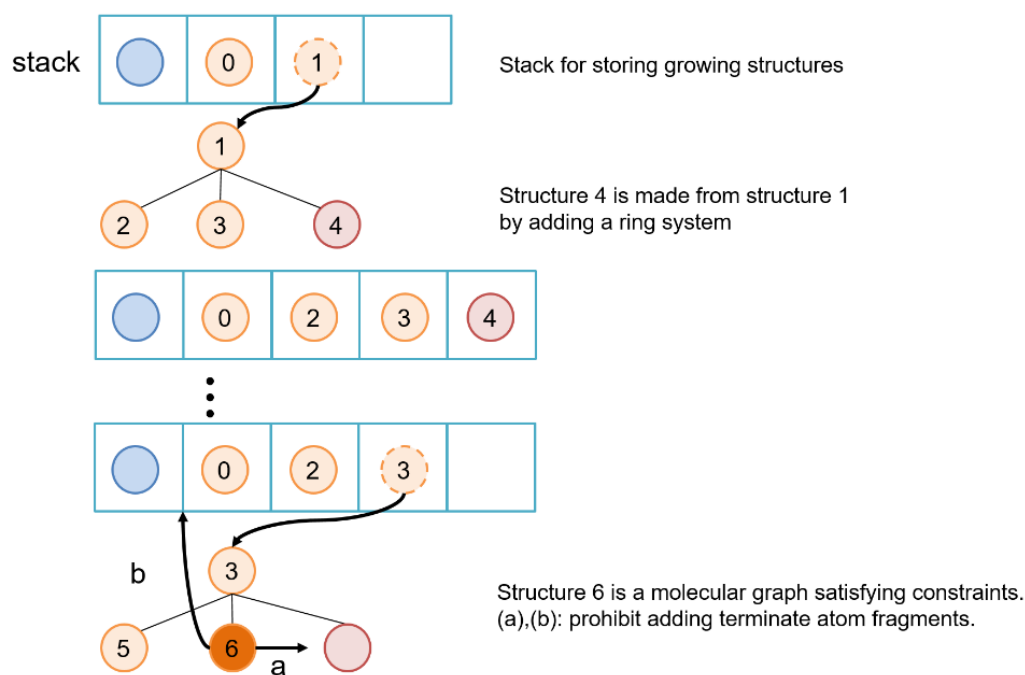 stack
0
1
Stack for storing growing structures
1
Structure 4 is made from structure 1
by adding a ring system
2
3
4
0
2
3
4
0
2
3
b
3
Structure 6 is a molecular graph satisfying constraints.
(a),(b): prohibit adding terminate atom fragments.
5
6
a